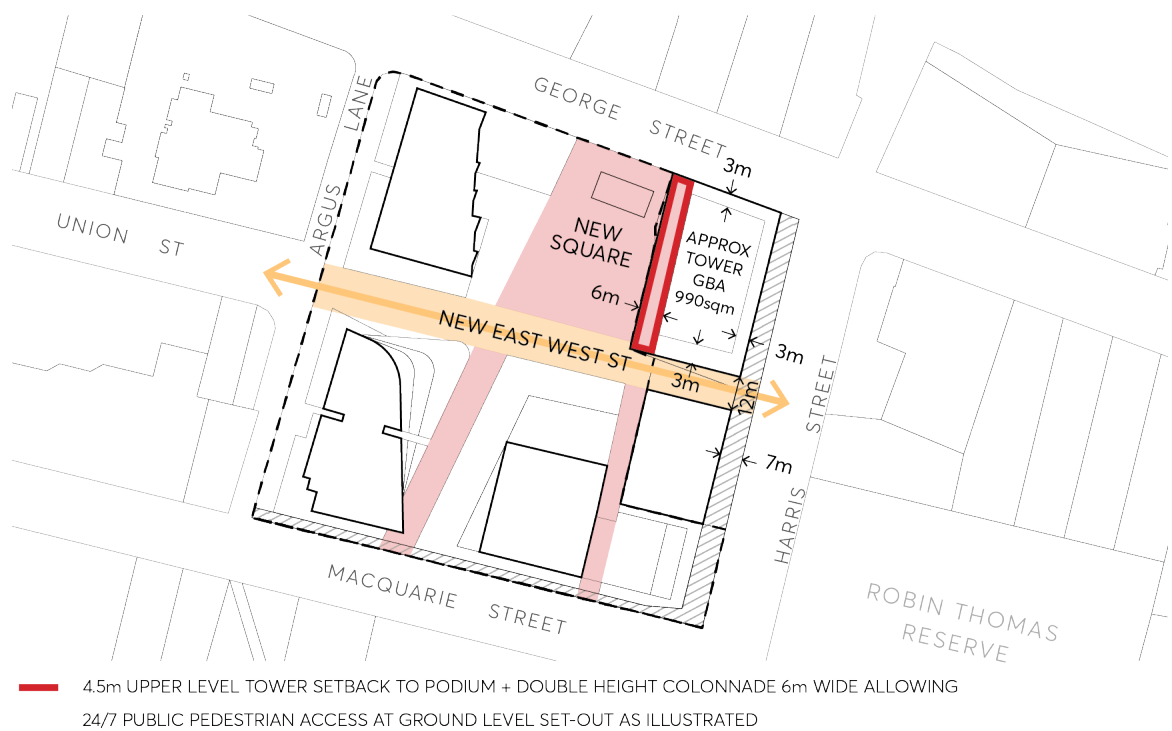 GEORGE STREET
ARGUS LANE
UNION ST
3m
NEW
SQUARE
APPROX
TOWER
GBA
990sqm
6m
NEW EAST WEST ST
3m
3m
12m
7m
HARRIS STREET
MACQUARIE STREET
ROBIN THOMAS
RESERVE
4.5m UPPER LEVEL TOWER SETBACK TO PODIUM + DOUBLE HEIGHT COLONNADE 6m WIDE ALLOWING
24/7 PUBLIC PEDESTRIAN ACCESS AT GROUND LEVEL SET-OUT AS ILLUSTRATED